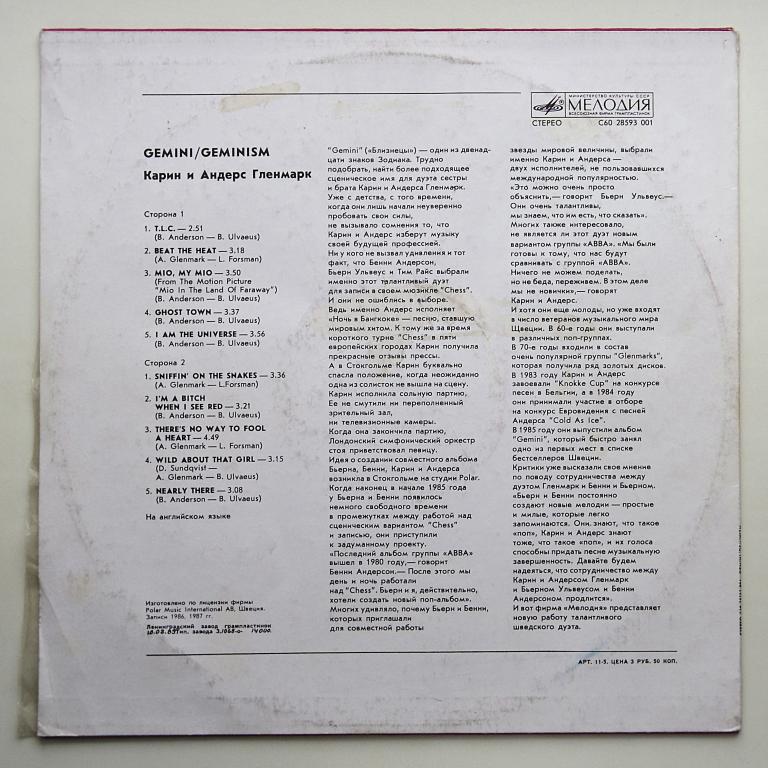 МИНИСТЕРСТВО КУЛЬТУРЫ СССР
МЕЛОДИЯ
ВСЕСОЮЗНАЯ ФИРМА ГРАМПЛАСТИНОК
СТЕРЕО С60 28593 001
GEMINI/GEMINISM
Карин и Андерс Гленмарк
Сторона 1
1. T.L.C. — 2.51
(B. Anderson — B. Ulvaeus)
2. BEAT THE HEAT — 3.18
(A. Glenmark — L. Forsman)
3. MIO, MY MIO — 3.50
(From The Motion Picture
"Mio In The Land Of Faraway")
(B. Anderson — B. Ulvaeus)
4. GHOST TOWN — 3.37
(B. Anderson — B. Ulvaeus)
5. I AM THE UNIVERSE — 3.56
(B. Anderson — B. Ulvaeus)
Сторона 2
1. SNIFFIN' ON THE SNAKES — 3.36
(A. Glenmark — L.Forsman)
2. I'M A BITCH
WHEN I SEE RED — 3.21
(B. Anderson — B. Ulvaeus)
3. THERE'S NO WAY TO FOOL
A HEART — 4.49
(A. Glenmark — L. Forsman)
4. WILD ABOUT THAT GIRL — 3.15
(D. Sundqvist —
A. Glenmark — B. Ulvaeus)
5. NEARLY THERE — 3.08
(B. Anderson — B. Ulvaeus)
На английском языке
Изготовлено по лицензии фирмы
Polar Music International AB, Швеция.
Записи 1986, 1987 гг.
Ленинградский завод грампластинок
"Gemini" («Близнецы») — один из двенад-
цати знаков Зодиака. Трудно
подобрать, найти более подходящее
сценическое имя для дуэта сестры
и брата Карин и Андерса Гленмарк.
Уже с детства, с того времени,
когда они лишь начали неуверенно
пробовать свои силы,
не вызывало сомнения то, что
Карин и Андерс изберут музыку
своей будущей профессией.
Ни у кого не вызвал удивления и тот
факт, что Бенни Андерсон,
Бьерн Ульвеус и Тим Райс выбрали
именно этот талантливый дуэт
для записи в своем мюзикле "Chess".
И они не ошиблись в выборе.
Ведь именно Андерс исполняет
«Ночь в Бангкоке» — песню, ставшую
мировым хитом. К тому же за время
короткого турне "Chess" в пяти
европейских городах Карин получила
прекрасные отзывы прессы.
А в Стокгольме Карин буквально
спасла положение, когда неожиданно
одна из солисток не вышла на сцену.
Карин исполнила сольную партию,
Ее не смутили ни переполненный
зрительный зал,
ни телевизионные камеры.
Когда она закончила партию,
Лондонский симфонический оркестр
стоя приветствовал певицу.
Идея о создании совместного альбома
Бьерна, Бенни, Карин и Андерса
возникла в Стокгольме на студии Polar.
Когда наконец в начале 1985 года
у Бьерна и Бенни появилось
немного свободного времени
в промежутках между работой над
сценическим вариантом "Chess"
и записью, они приступили
к задуманному проекту.
«Последний альбом группы «АВВА»
вышел в 1980 году,— говорит
Бенни Андерсон.— После этого мы
день и ночь работали
над "Chess". Бьерн и я, действительно,
хотели создать новый поп-альбом».
Многих удивляло, почему Бьерн и Бенни,
которых приглашали
для совместной работы
звезды мировой величины, выбрали
именно Карин и Андерса —
двух исполнителей, не пользовавшихся
международной популярностью.
«Это можно очень просто
объяснить,— говорит Бьерн Ульвеус.—
Они очень талантливы,
мы знаем, что им есть, что сказать».
Многих также интересовало,
не является ли этот дуэт новым
вариантом группы «АВВА». «Мы были
готовы к тому, что нас будут
сравнивать с группой «АВВА».
Ничего не можем поделать,
но не беда, переживем. В этом деле
мы не новички»,— говорят
Карин и Андерс.
И хотя они еще молоды, но уже входят
в число ветеранов музыкального мира
Швеции. В 60-е годы они выступали
в различных поп-группах.
В 70-е годы входили в состав
очень популярной группы "Glenmarks",
которая получила ряд золотых дисков.
В 1983 году Карин и Андерс
завоевали "Knokke Cup" на конкурсе
песен в Бельгии, а в 1984 году
они принимали участие в отборе
на конкурс Евровидения с песней
Андерса "Cold As Ice".
В 1985 году они выпустили альбом
"Gemini", который быстро занял
одно из первых мест в списке
бестселлеров Швеции.
Критики уже высказали свое мнение
по поводу сотрудничества между
дуэтом Гленмарк и Бенни и Бьерном.
«Бьерн и Бенни постоянно
создают новые мелодии — простые
и милые, которые легко
запоминаются. Они знают, что такое
«поп», Карин и Андерс знают
тоже, что такое «поп», и их голоса
способны придать песне музыкальную
завершенность. Давайте будем
надеяться, что сотрудничество между
Карин и Андерсом Гленмарк
и Бьерном Ульвеусом и Бенни
Андерсоном продлится».
И вот фирма «Мелодия» представляет
новую работу талантливого
шведского дуэта.
АРТ. 11-5. ЦЕНА 3 РУБ. 50 КОП.